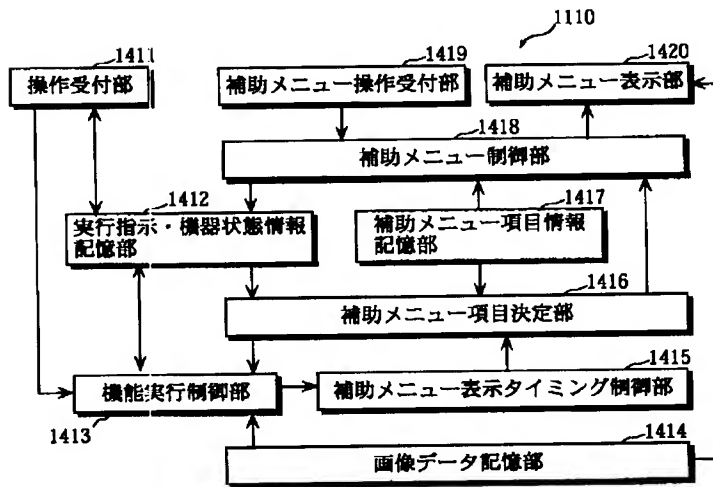 1110
1411
1419
1420
操作受付部
補助メニュー操作受付部
補助メニュー表示部
1418
補助メニュー制御部
1412
1417
実行指示・機器状態情報
記憶部
補助メニュー項目情報
記憶部
1416
補助メニュー項目決定部
1415
機能実行制御部
補助メニュー表示タイミング制御部
1413
1414
画像データ記憶部